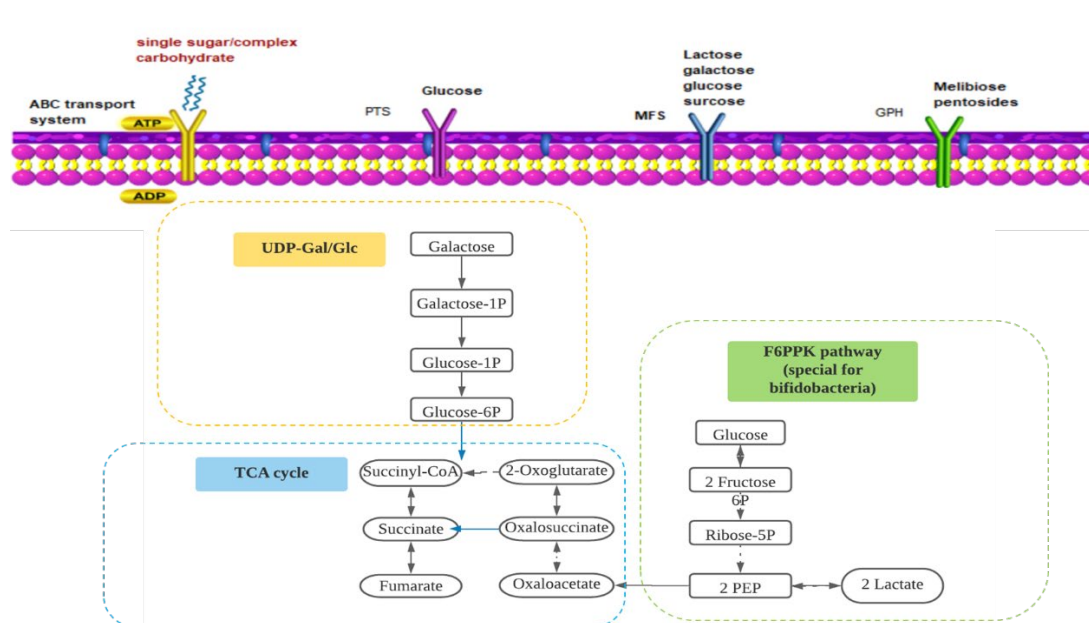 single sugar/complex
carbohydrate
ABC transport
system
ATP
ADP
PTS
Glucose
MFS
Lactose
galactose
glucose
surcose
GPH
Melibiose
pentosides
UDP-Gal/Glc
Galactose
Galactose-1P
Glucose-1P
Glucose-6P
TCA cycle
Succinyl-CoA
2-Oxoglutarate
Succinate
Oxalosuccinate
Fumarate
Oxaloacetate
F6PPK pathway
(special for
bifidobacteria)
Glucose
2 Fructose
6P
Ribose-5P
2 PEP
2 Lactate